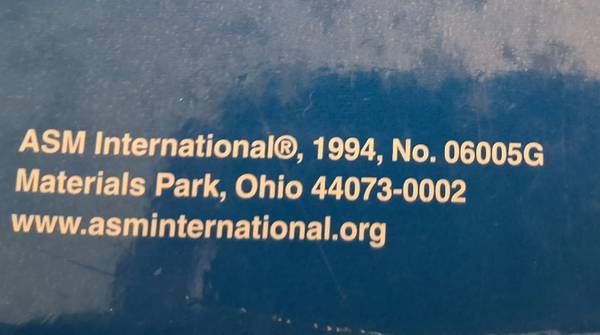 ASM International®, 1994, No. 06005G
Materials Park, Ohio 44073-0002
www.asminternational.org